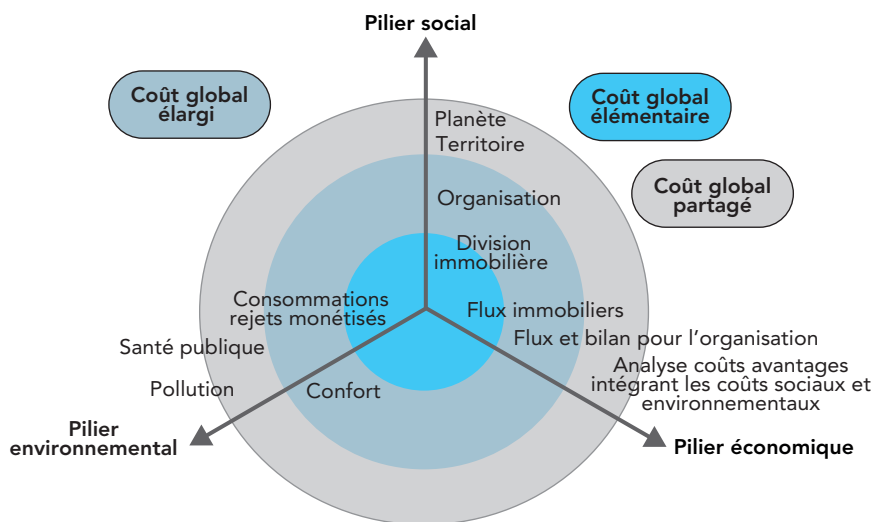 Pilier social
Coût global
élargi
Coût global
élémentaire
Coût global
partagé
Planète
Territoire
Organisation
Division
immobilière
Consommations
rejets monétisés
Flux immobiliers
Flux et bilan pour l'organisation
Santé publique
Analyse coûts avantages
intégrant les coûts sociaux et
environnementaux
Pollution
Confort
Pilier
environnemental
Pilier économique